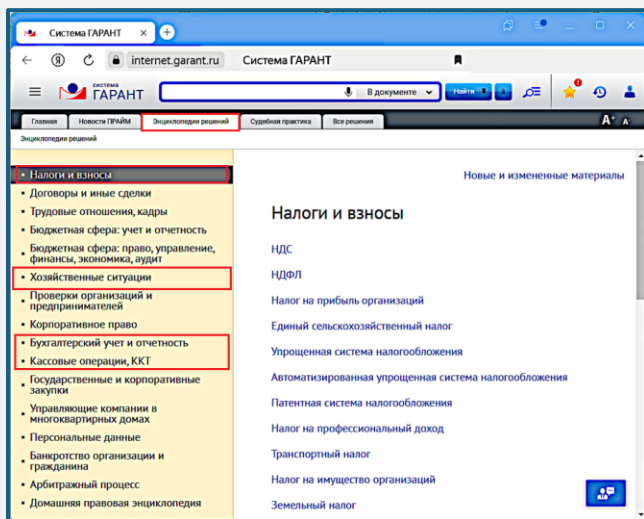 Система ГАРАНТ
internet.garant.ru Система ГАРАНТ
СИСТЕМА
ГАРАНТ
В документе
Найти
Главная Новости ПРАЙМ Энциклопедии решений Судебная практика Все решения
A+ A-
Энциклопедии решений
Налоги и взносы
Договоры и иные сделки
Трудовые отношения, кадры
Бюджетная сфера: учет и отчетность
Бюджетная сфера: право, управление,
финансы, экономика, аудит
Хозяйственные ситуации
Проверки организаций и
предпринимателей
Корпоративное право
Бухгалтерский учет и отчетность
Кассовые операции, ККТ
Государственные и корпоративные
закупки
Управляющие компании в
многоквартирных домах
Персональные данные
Банкротство организации и
гражданина
Арбитражный процесс
Домашняя правовая энциклопедия
Новые и измененные материалы
Налоги и взносы
НДС
НДФЛ
Налог на прибыль организаций
Единый сельскохозяйственный налог
Упрощенная система налогообложения
Автоматизированная упрощенная система налогообложения
Патентная система налогообложения
Налог на профессиональный доход
Транспортный налог
Налог на имущество организаций
Земельный налог